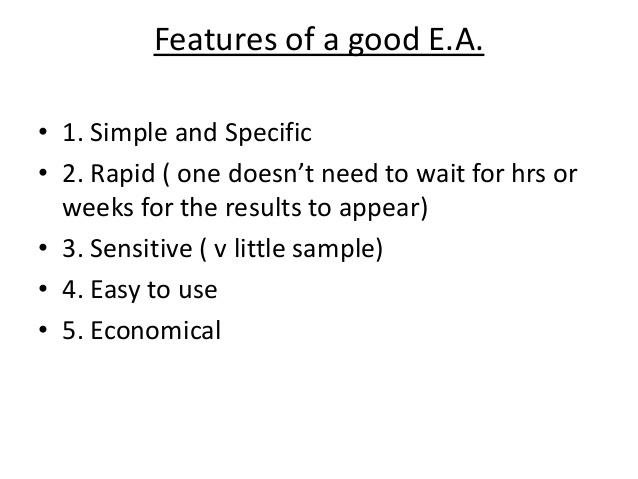 Features of a good E.A.
• 1. Simple and Specific
• 2. Rapid ( one doesn’t need to wait for hrs or
weeks for the results to appear)
• 3. Sensitive ( v little sample)
• 4. Easy to use
• 5. Economical